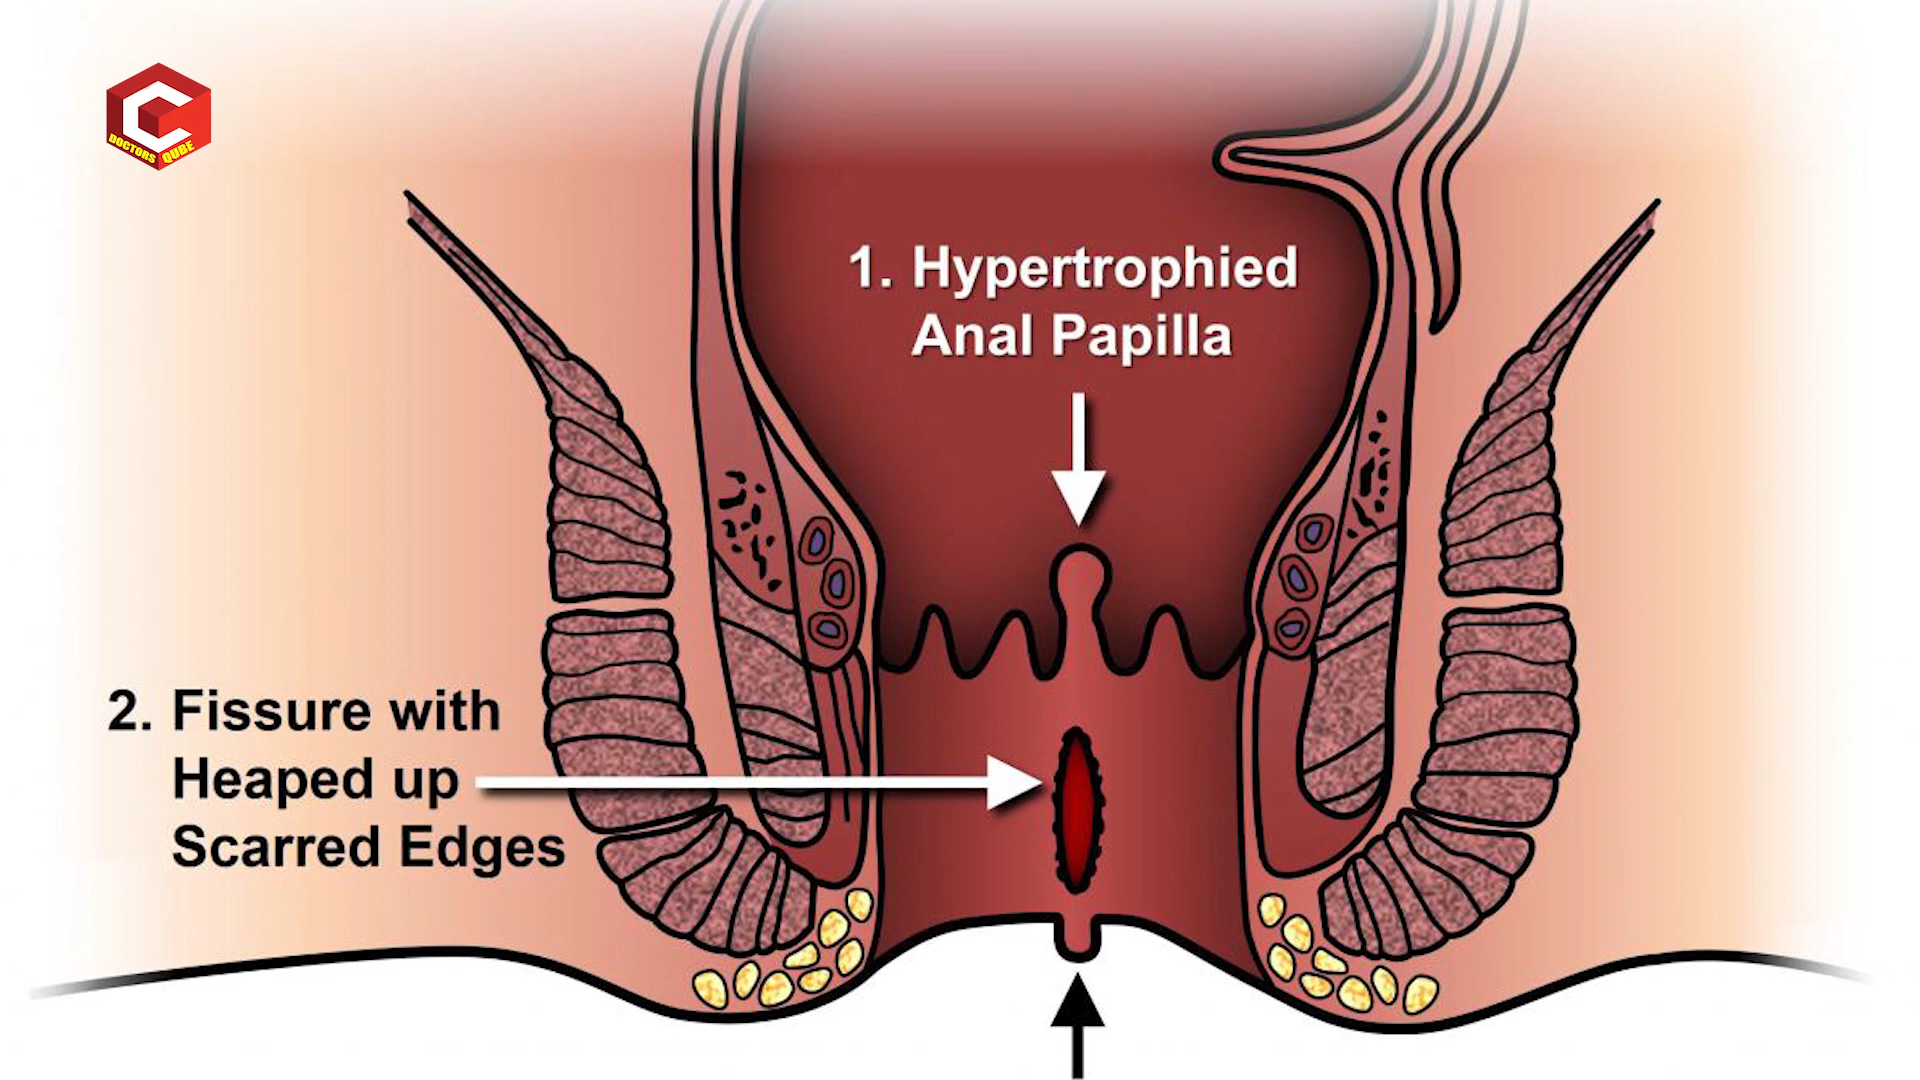 DOCTORS QUBE
1. Hypertrophied
Anal Papilla
2. Fissure with
Heaped up
Scarred Edges